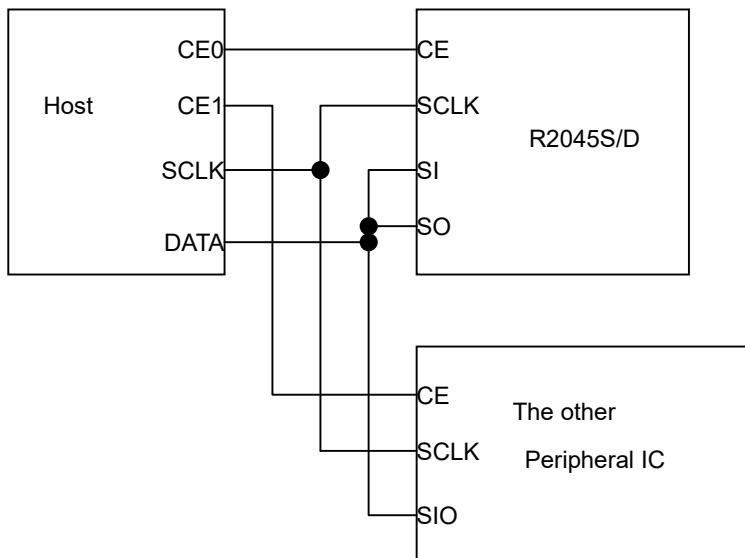 Host
CE0
CE1
SCLK
DATA
CE
SCLK
SI
SO
R2045S/D
CE
SCLK
SIO
The other
Peripheral IC